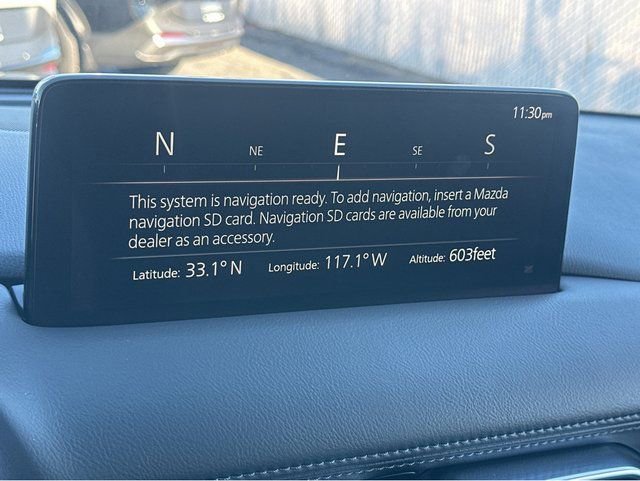 11:30pm
N NE E SE S
This system is navigation ready. To add navigation, insert a Mazda
navigation SD card. Navigation SD cards are available from your
dealer as an accessory.
Latitude: 33.1° N Longitude: 117.1° W Altitude: 603feet